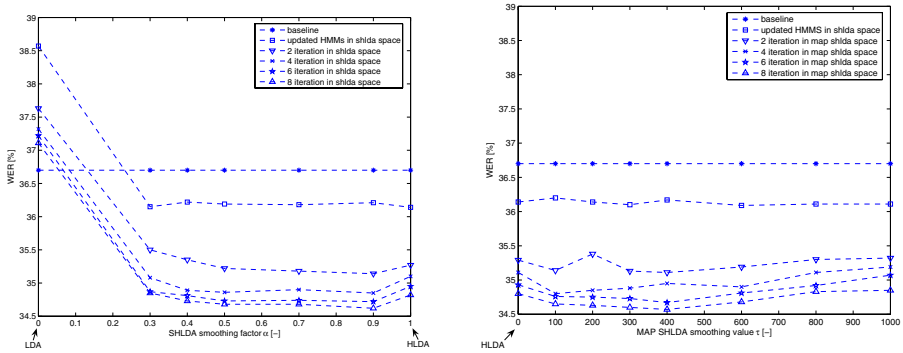 39
38.5
38
37.5
37
36.5
36
35.5
35
34.5
WER [%]
baseline
updated HMMs in shlda space
2 iteration in shlda space
4 iteration in shlda space
6 iteration in shlda space
8 iteration in shlda space
0 0.1 0.2 0.3 0.4 0.5 0.6 0.7 0.8 0.9 1
SHLDA smoothing factor α [–]
LDA
HLDA
39
38.5
38
37.5
37
36.5
36
35.5
35
34.5
WER [%]
baseline
updated HMMS in shlda space
2 iteration in map shlda space
4 iteration in map shlda space
6 iteration in map shlda space
8 iteration in map shlda space
0 100 200 300 400 500 600 700 800 900 1000
MAP SHLDA smoothing value τ [–]
HLDA